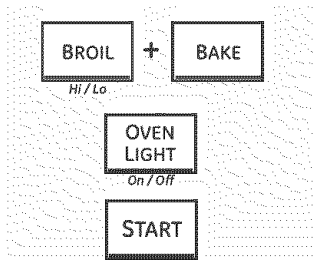 BROIL + BAKE
Hi / Lo
OVEN
LIGHT
On / Off
START